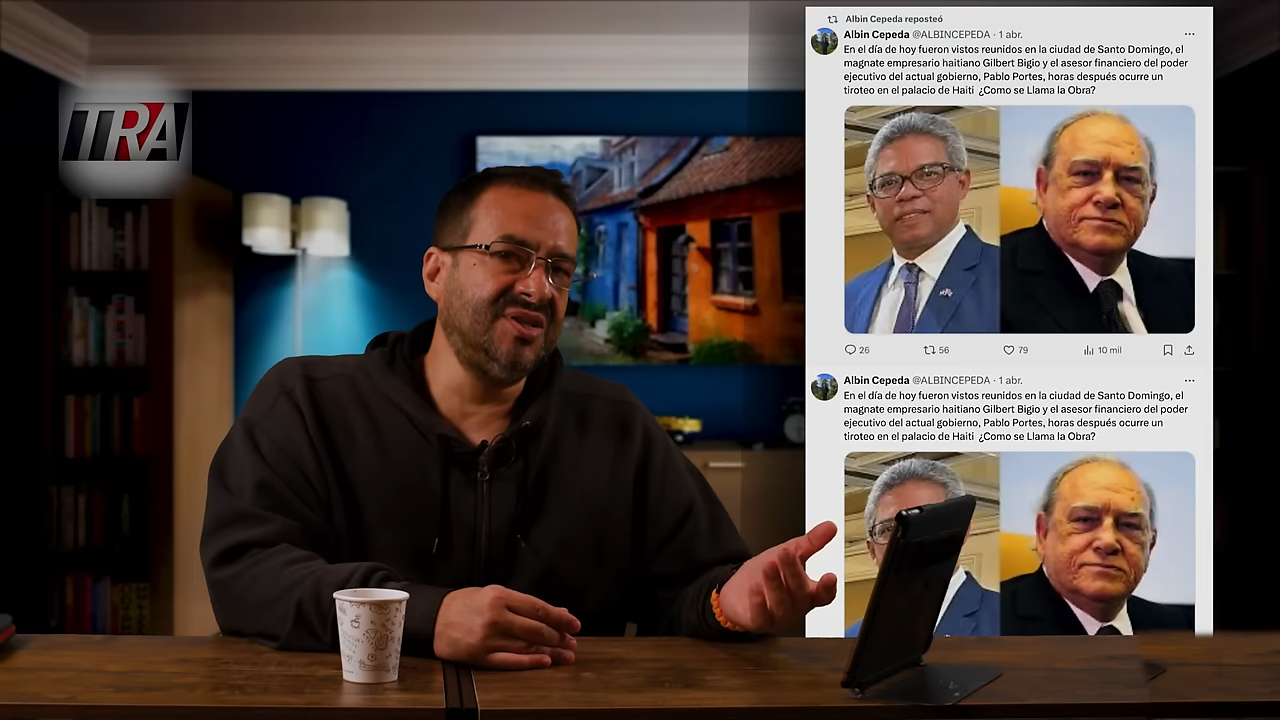 TRA
Albin Cepeda reposteó
Albin Cepeda @ALBINCEPEDA · 1 abr.
En el día de hoy fueron vistos reunidos en la ciudad de Santo Domingo, el
magnate empresario haitiano Gilbert Bigio y el asesor financiero del poder
ejecutivo del actual gobierno, Pablo Portes, horas después ocurre un
tiroteo en el palacio de Haiti ¿Como se Llama la Obra?
26 56 79 10 mil
Albin Cepeda @ALBINCEPEDA · 1 abr.
En el día de hoy fueron vistos reunidos en la ciudad de Santo Domingo, el
magnate empresario haitiano Gilbert Bigio y el asesor financiero del poder
ejecutivo del actual gobierno, Pablo Portes, horas después ocurre un
tiroteo en el palacio de Haiti ¿Como se Llama la Obra?